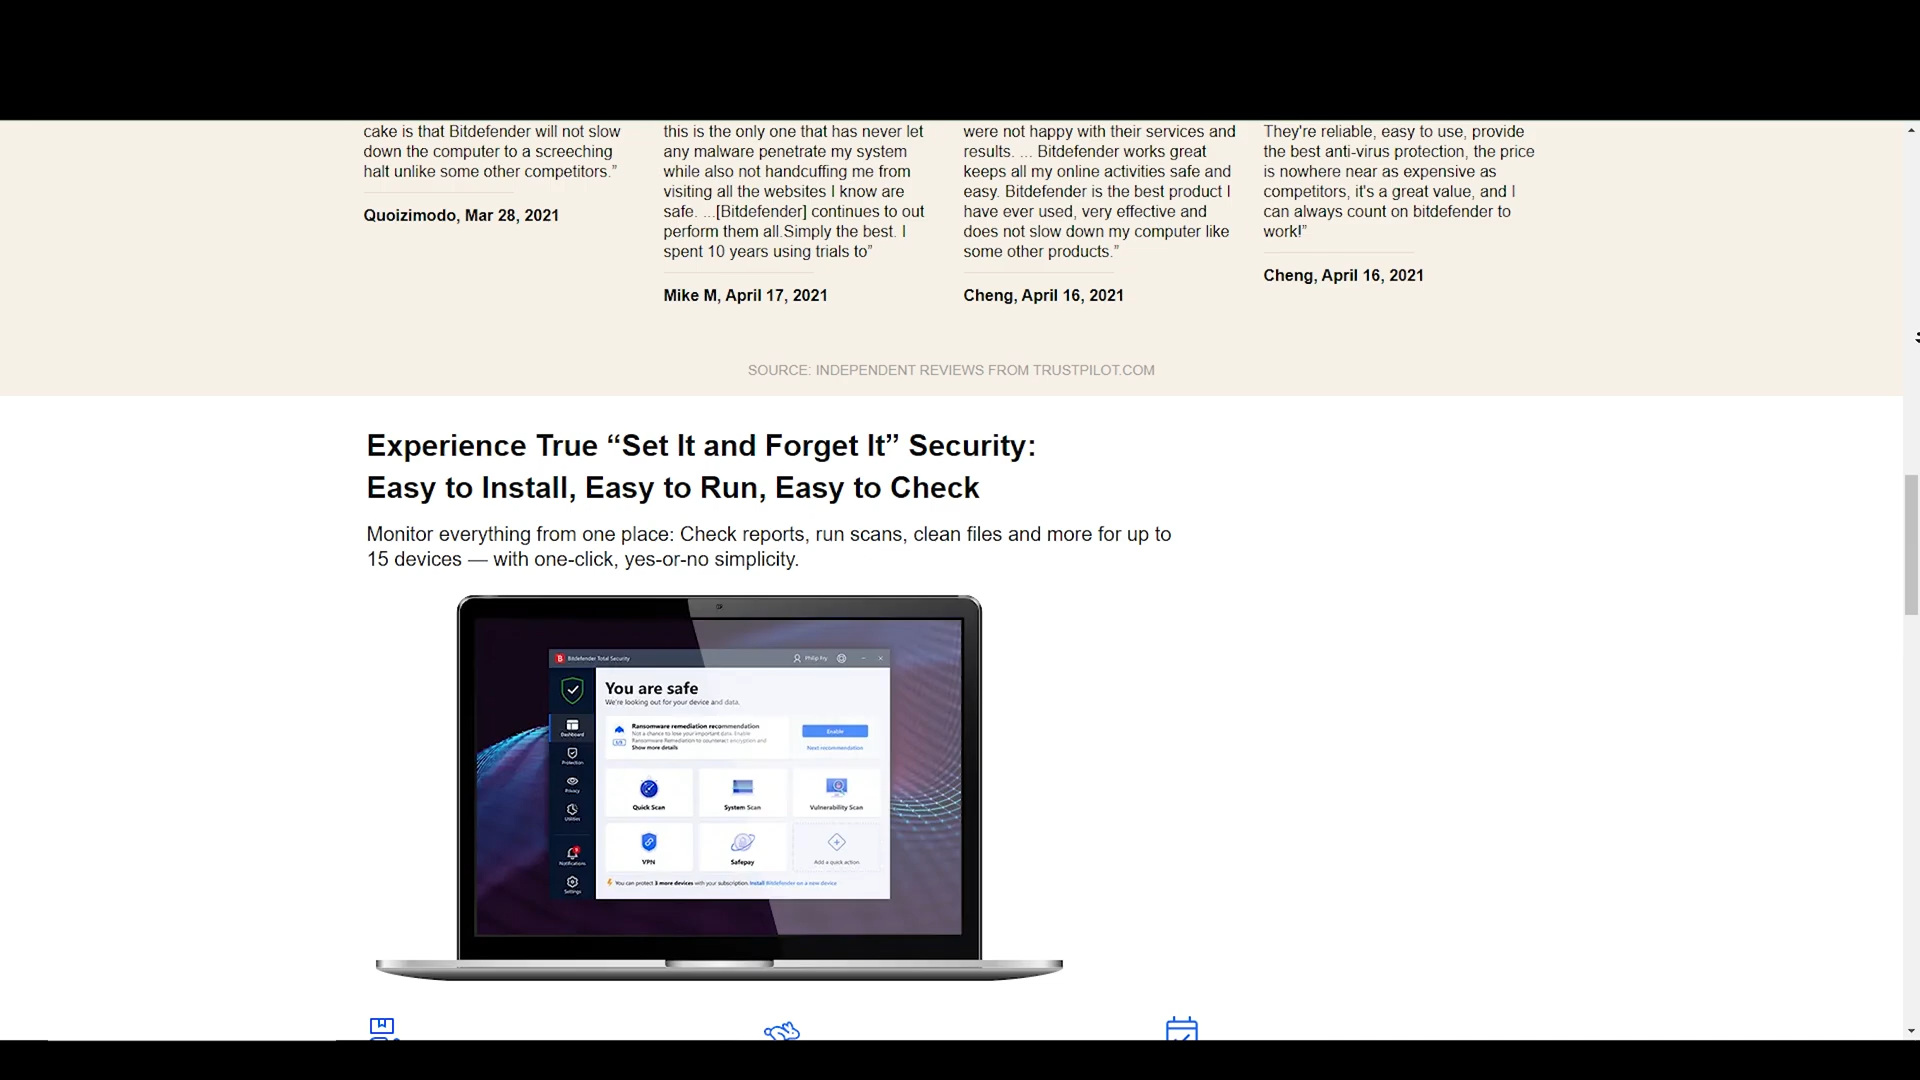 cake is that Bitdefender will not slow
down the computer to a screeching
halt unlike some other competitors.”
Quoizimodo, Mar 28, 2021
this is the only one that has never let
any malware penetrate my system
while also not handcuffing me from
visiting all the websites I know are
safe. ...[Bitdefender] continues to out
perform them all.Simply the best. I
spent 10 years using trials to”
Mike M, April 17, 2021
were not happy with their services and
results. ... Bitdefender works great
keeps all my online activities safe and
easy. Bitdefender is the best product I
have ever used, very effective and
does not slow down my computer like
some other products.”
Cheng, April 16, 2021
They're reliable, easy to use, provide
the best anti-virus protection, the price
is nowhere near as expensive as
competitors, it's a great value, and I
can always count on bitdefender to
work!”
Cheng, April 16, 2021
SOURCE: INDEPENDENT REVIEWS FROM TRUSTPILOT.COM
Experience True “Set It and Forget It” Security:
Easy to Install, Easy to Run, Easy to Check
Monitor everything from one place: Check reports, run scans, clean files and more for up to
15 devices — with one-click, yes-or-no simplicity.
B Bitdefender Total Security
Philip Fry
You are safe
We're looking out for your device and data.
Dashboard
Protection
Privacy
Utilities
Notifications
Settings
Ransomware remediation recommendation
Not a chance to lose your important data. Enable
Ransomware Remediation to counteract encryption and
Show more details
Enable
Next recommendation
Quick Scan
System Scan
Vulnerability Scan
VPN
Safepay
Add a quick action
You can protect 3 more devices with your subscription. Install Bitdefender on a new device